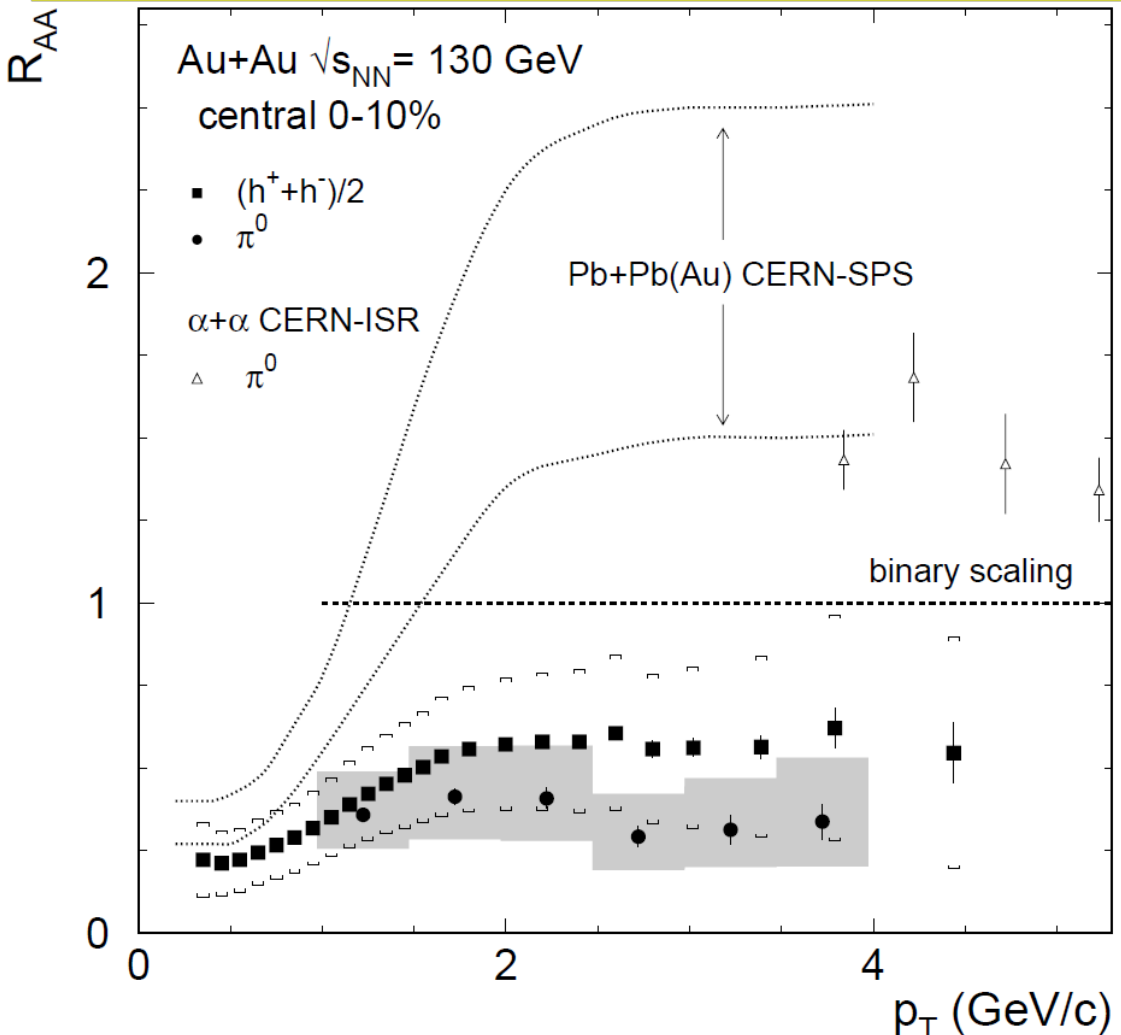 R_AA
Au+Au √s_NN= 130 GeV
central 0-10%
■ (h⁺+h⁻)/2
● π⁰
α+α CERN-ISR
△ π⁰
Pb+Pb(Au) CERN-SPS
binary scaling
2
1
0
0 2 4
p_T (GeV/c)